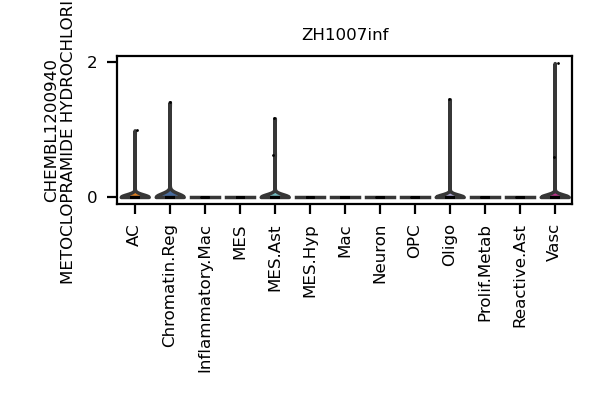 ZH1007inf
CHEMBL1200940
METOCLOPRAMIDE HYDROCHLORI
2
0
AC
Chromatin.Reg
Inflammatory.Mac
MES
MES.Ast
MES.Hyp
Mac
Neuron
OPC
Oligo
Prolif.Metab
Reactive.Ast
Vasc